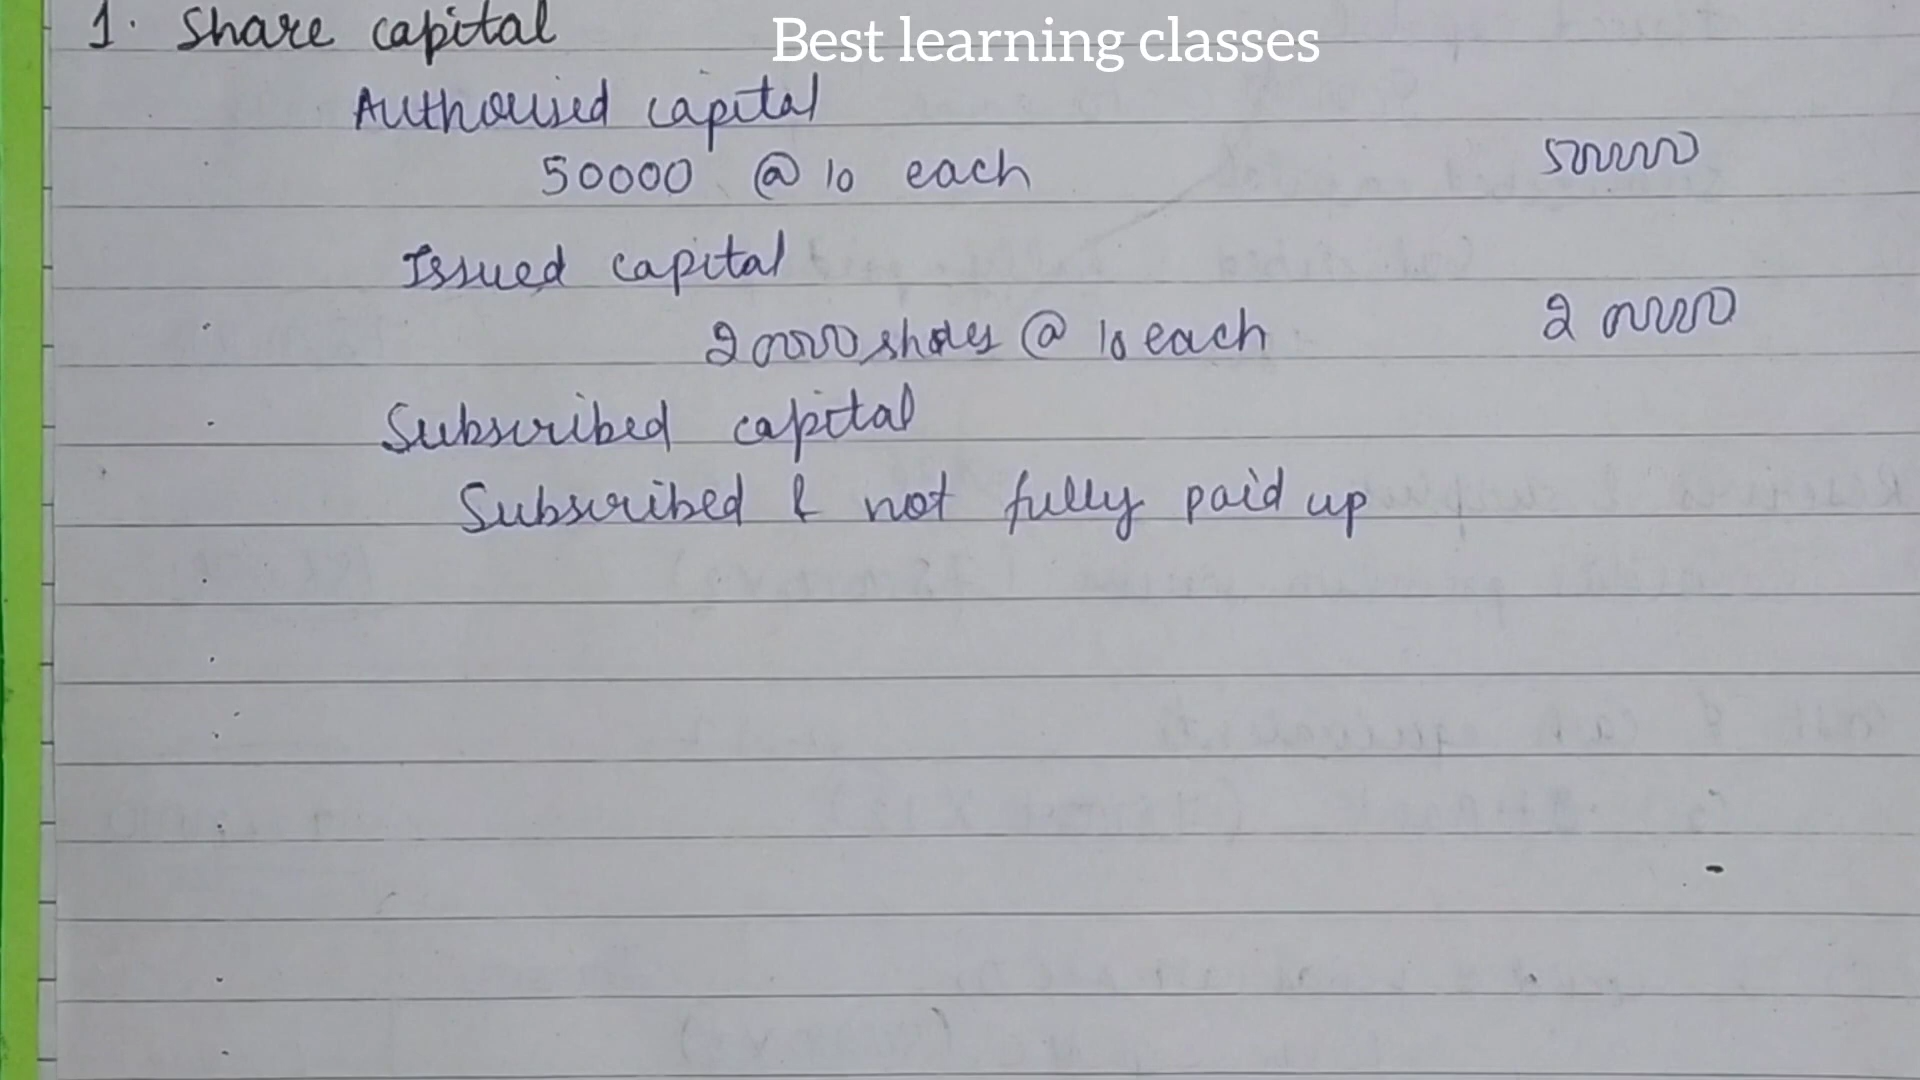 1. Share capital
Best learning classes
Authorised capital
50000 @ 10 each 500000
Issued capital
20000 shares @ 10 each 200000
Subscribed capital
Subscribed & not fully paid up